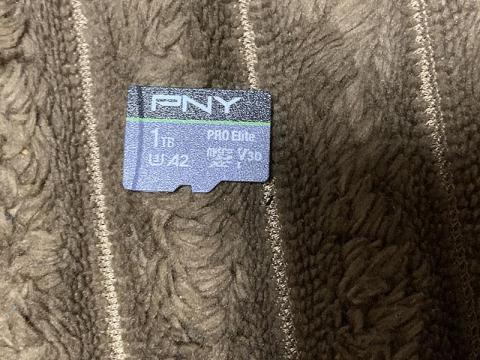 PNY
1TB PRO Elite
U3 A2 microSD XC I V30